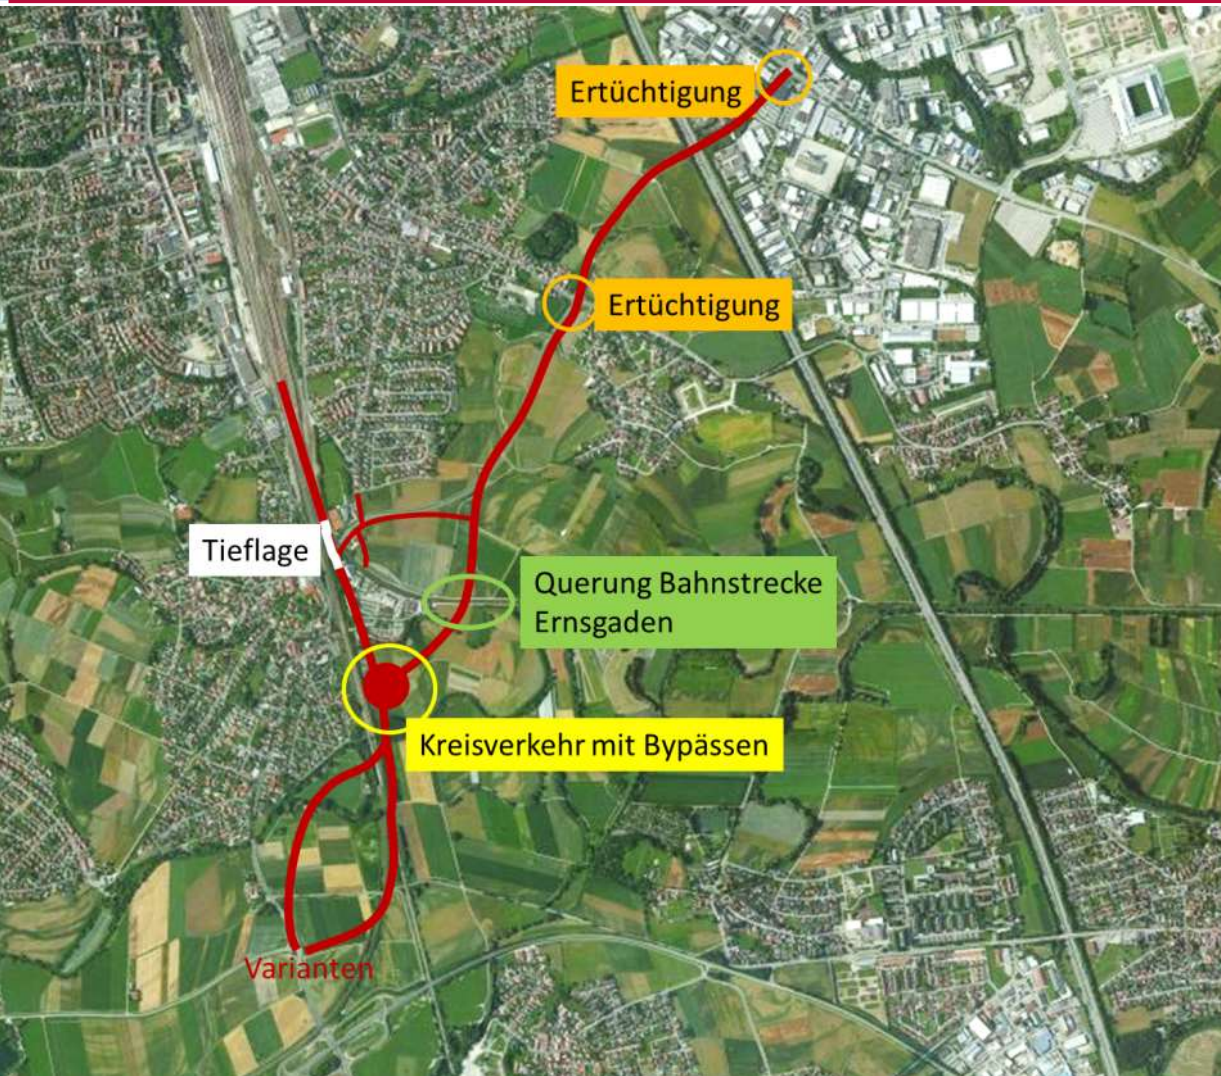 Ertüchtigung
Ertüchtigung
Tieflage
Querung Bahnstrecke
Ernsgaden
Kreisverkehr mit Bypässen
Varianten